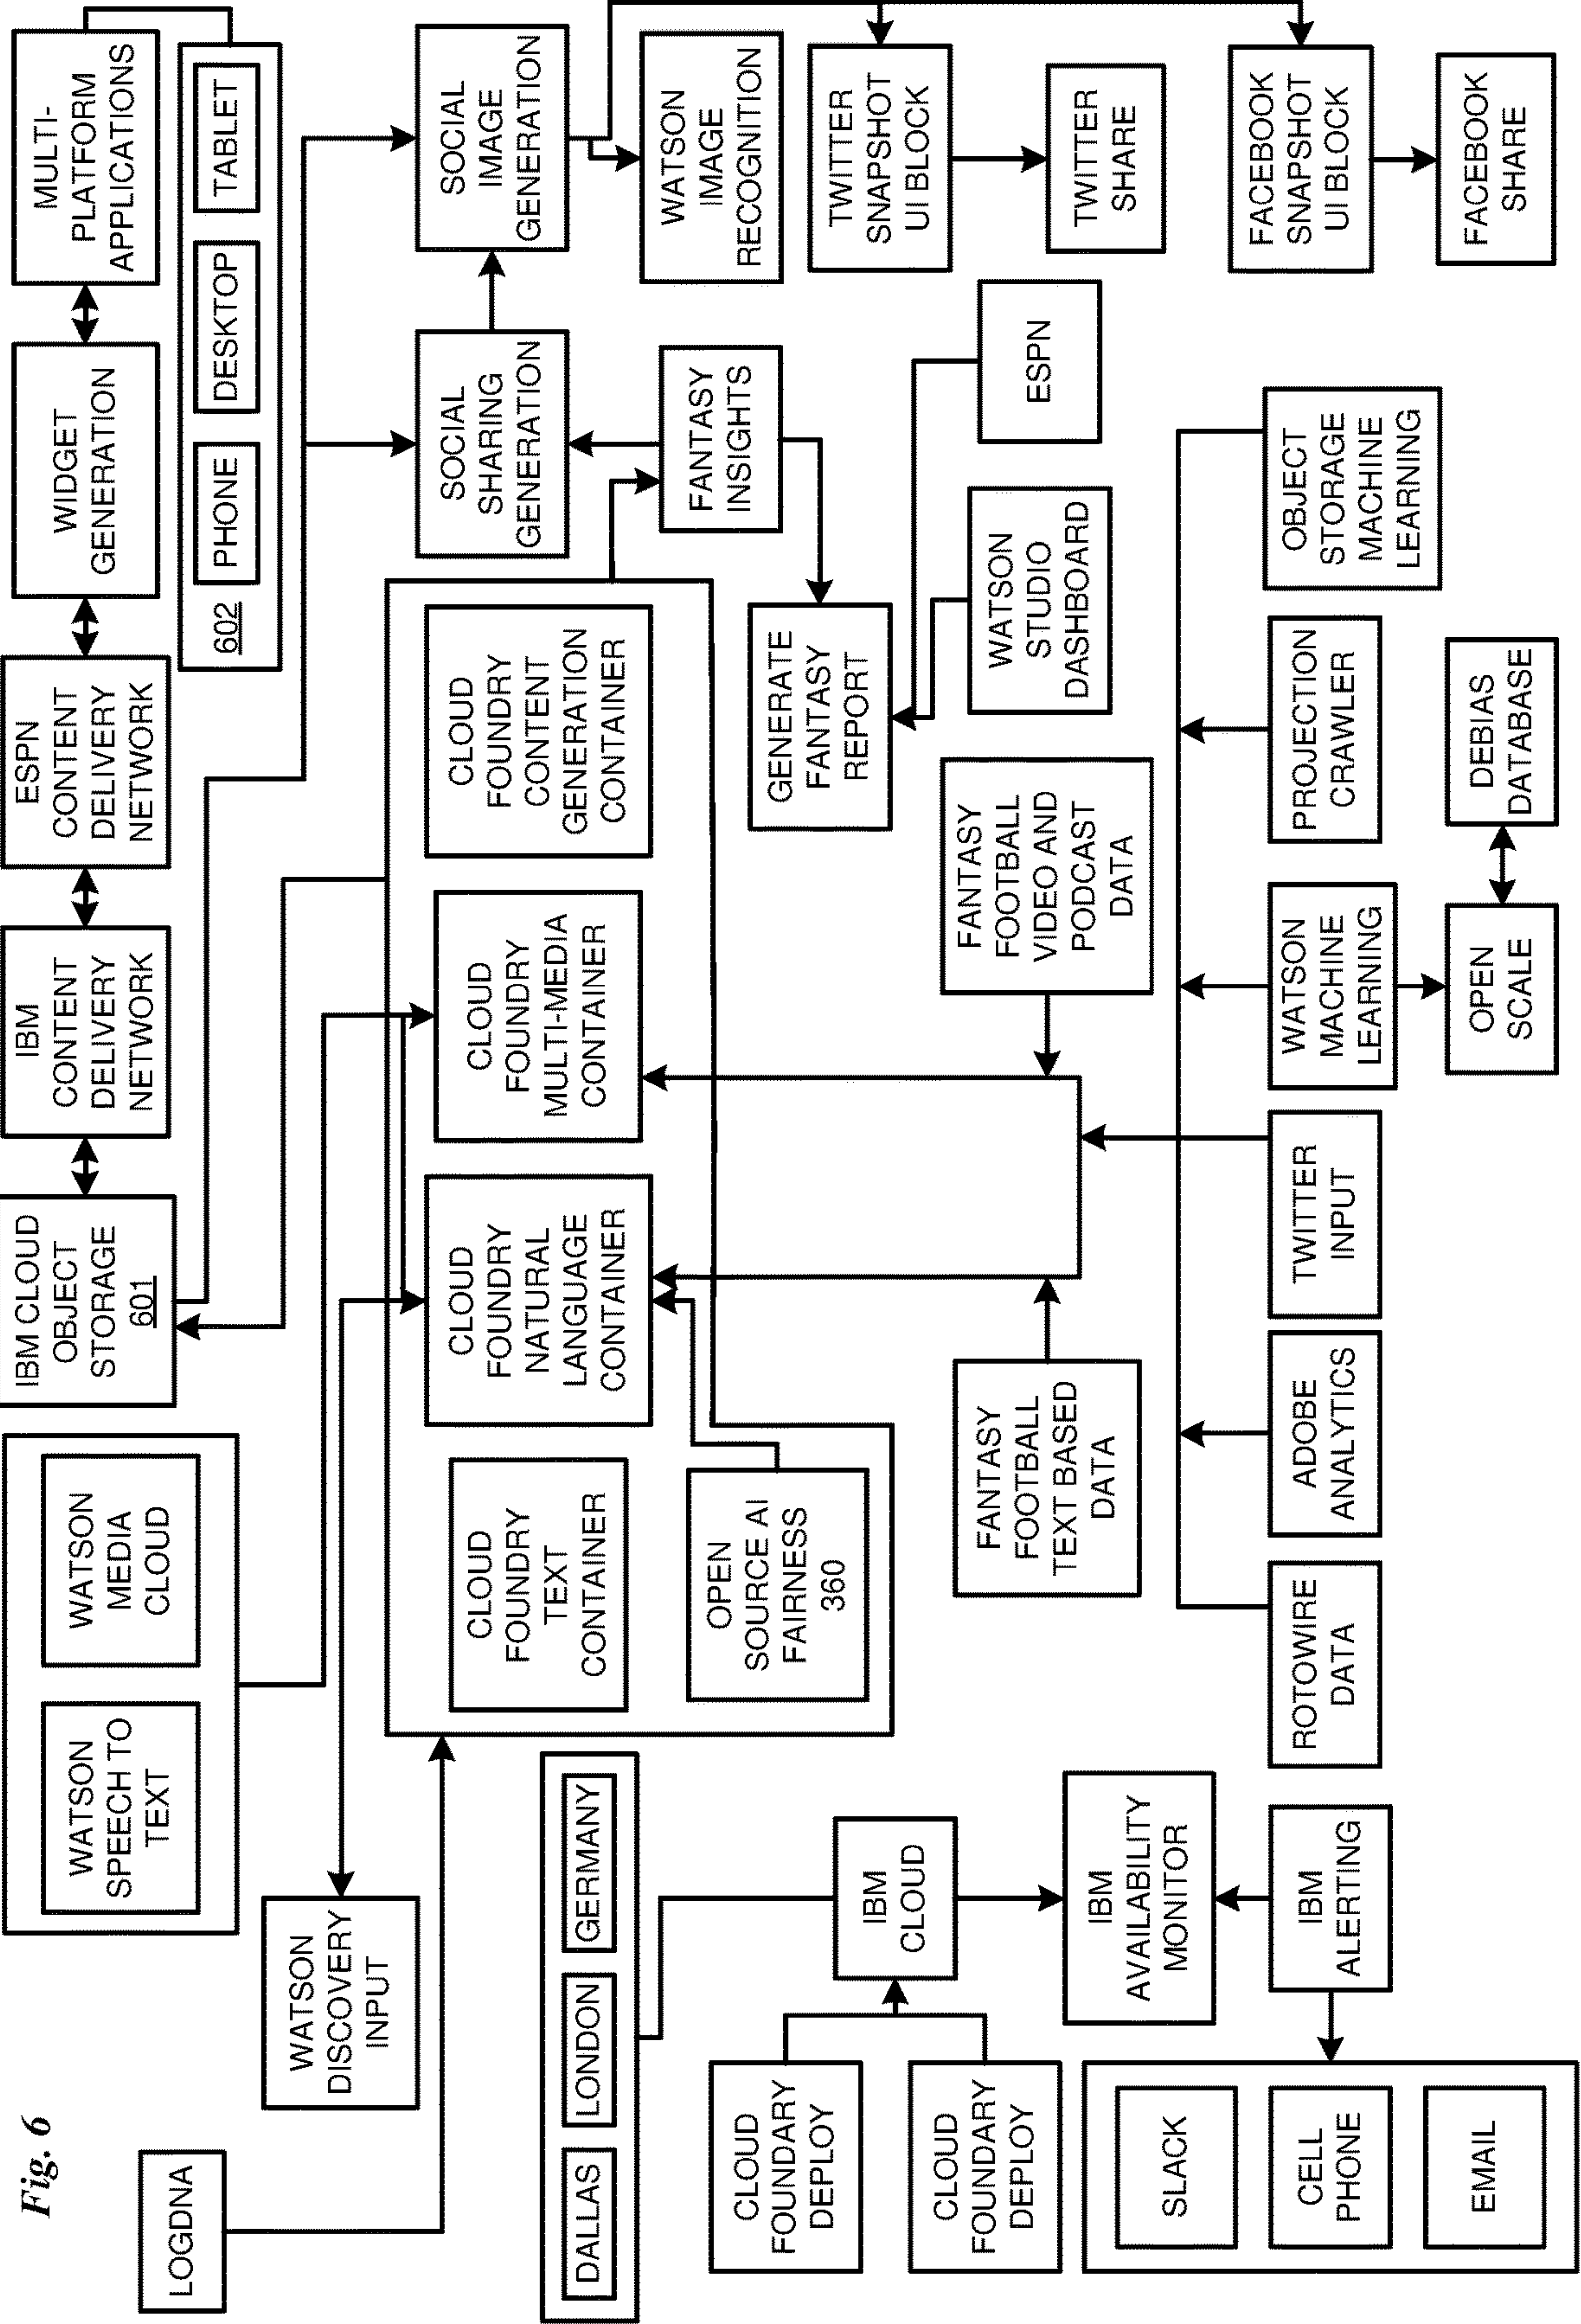 Fig. 6
LOGDNA
WATSON
SPEECH TO
TEXT
WATSON
MEDIA
CLOUD
IBM CLOUD
OBJECT
STORAGE
601
IBM
CONTENT
DELIVERY
NETWORK
ESPN
CONTENT
DELIVERY
NETWORK
WIDGET
GENERATION
MULTI-
PLATFORM
APPLICATIONS
602
PHONE
DESKTOP
TABLET
WATSON
DISCOVERY
INPUT
CLOUD
FOUNDRY
TEXT
CONTAINER
CLOUD
FOUNDRY
NATURAL
LANGUAGE
CONTAINER
CLOUD
FOUNDRY
MULTI-MEDIA
CONTAINER
CLOUD
FOUNDRY
CONTENT
GENERATION
CONTAINER
OPEN
SOURCE AI
FAIRNESS
360
SOCIAL
SHARING
GENERATION
SOCIAL
IMAGE
GENERATION
FANTASY
INSIGHTS
WATSON
IMAGE
RECOGNITION
DALLAS
LONDON
GERMANY
GENERATE
FANTASY
REPORT
TWITTER
SNAPSHOT
UI BLOCK
CLOUD
FOUNDARY
DEPLOY
CLOUD
FOUNDARY
DEPLOY
IBM
CLOUD
FANTASY
FOOTBALL
TEXT BASED
DATA
FANTASY
FOOTBALL
VIDEO AND
PODCAST
DATA
WATSON
STUDIO
DASHBOARD
ESPN
TWITTER
SHARE
IBM
AVAILABILITY
MONITOR
SLACK
CELL
PHONE
EMAIL
IBM
ALERTING
ROTOWIRE
DATA
ADOBE
ANALYTICS
TWITTER
INPUT
WATSON
MACHINE
LEARNING
PROJECTION
CRAWLER
OBJECT
STORAGE
MACHINE
LEARNING
FACEBOOK
SNAPSHOT
UI BLOCK
OPEN
SCALE
DEBIAS
DATABASE
FACEBOOK
SHARE